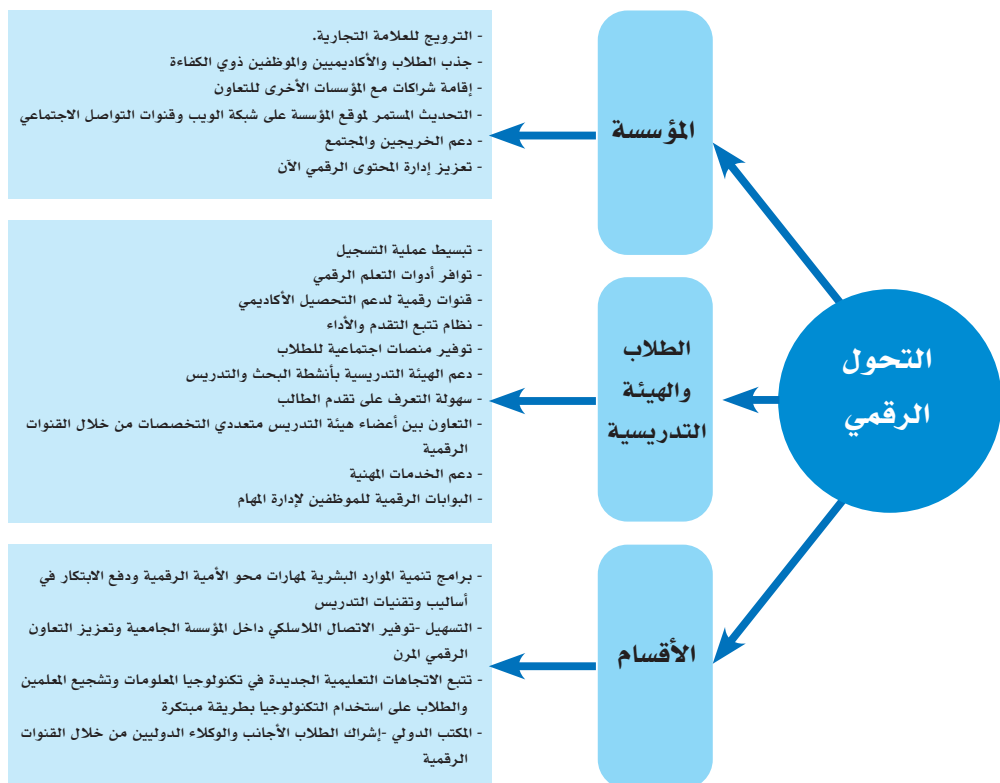 التحول
الرقمي
المؤسسة
- الترويج للعلامة التجارية.
- جذب الطلاب والأكاديميين والموظفين ذوي الكفاءة
- إقامة شراكات مع المؤسسات الأخرى للتعاون
- التحديث المستمر لموقع المؤسسة على شبكة الويب وقنوات التواصل الاجتماعي
- دعم الخريجين والمجتمع
- تعزيز إدارة المحتوى الرقمي الآن
الطلاب
والهيئة
التدريسية
- تبسيط عملية التسجيل
- توافر أدوات التعلم الرقمي
- قنوات رقمية لدعم التحصيل الأكاديمي
- نظام تتبع التقدم والأداء
- توفير منصات اجتماعية للطلاب
- دعم الهيئة التدريسية بأنشطة البحث والتدريس
- سهولة التعرف على تقدم الطالب
- التعاون بين أعضاء هيئة التدريس متعددي التخصصات من خلال القنوات
الرقمية
- دعم الخدمات المهنية
- البوابات الرقمية للموظفين لإدارة المهام
الأقسام
- برامج تنمية الموارد البشرية لمهارات محو الأمية الرقمية ودفع الابتكار في
أساليب وتقنيات التدريس
- التسهيل -توفير الاتصال اللاسلكي داخل المؤسسة الجامعية وتعزيز التعاون
الرقمي المرن
- تتبع الاتجاهات التعليمية الجديدة في تكنولوجيا المعلومات وتشجيع المعلمين
والطلاب على استخدام التكنولوجيا بطريقة مبتكرة
- المكتب الدولي -إشراك الطلاب الأجانب والوكلاء الدوليين من خلال القنوات
الرقمية